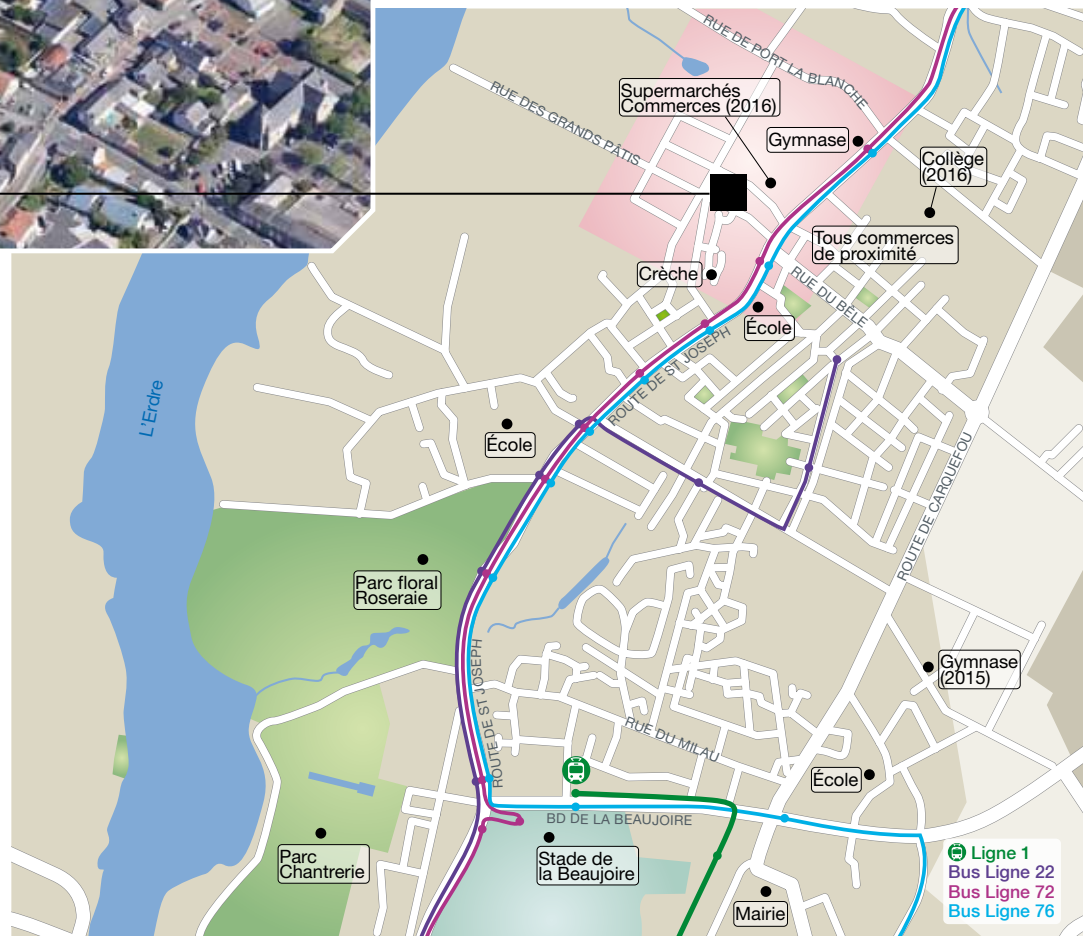 RUE DE PORT LA BLANCHE
RUE DES GRANDS PÂTIS
Supermarchés
Commerces (2016)
Gymnase
Collège
(2016)
Tous commerces
de proximité
Crèche
RUE DU BÊLE
École
ROUTE DE ST JOSEPH
L'Erdre
École
ROUTE DE CARQUEFOU
Parc floral
Roseraie
ROUTE DE ST JOSEPH
Gymnase
(2015)
RUE DU MILAU
École
BD DE LA BEAUJOIRE
Parc
Chantrerie
Stade de
la Beaujoire
Mairie
Ligne 1
Bus Ligne 22
Bus Ligne 72
Bus Ligne 76